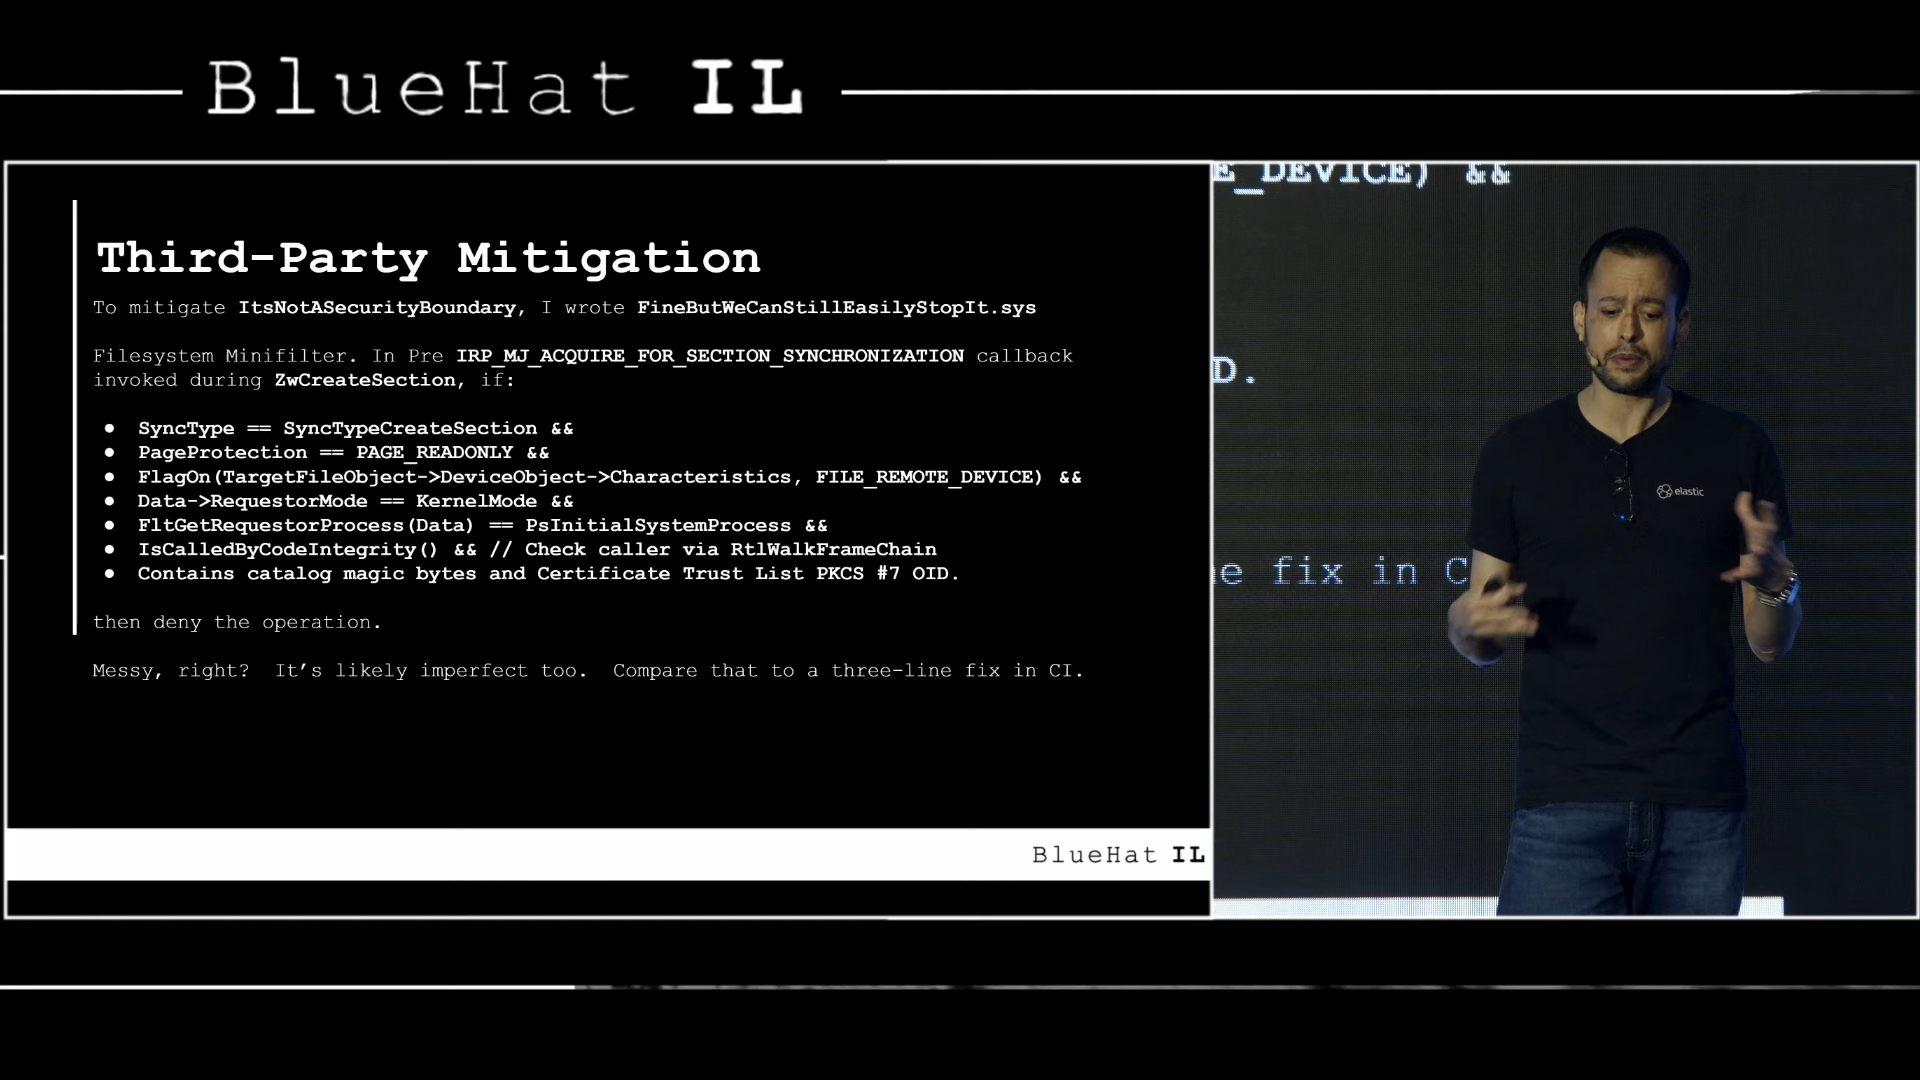 BlueHat IL
Third-Party Mitigation
To mitigate ItsNotASecurityBoundary, I wrote FineButWeCanStillEasilyStopIt.sys
Filesystem Minifilter. In Pre IRP_MJ_ACQUIRE_FOR_SECTION_SYNCHRONIZATION callback
invoked during ZwCreateSection, if:
● SyncType == SyncTypeCreateSection &&
● PageProtection == PAGE_READONLY &&
● FlagOn(TargetFileObject->DeviceObject->Characteristics, FILE_REMOTE_DEVICE) &&
● Data->RequestorMode == KernelMode &&
● FltGetRequestorProcess(Data) == PsInitialSystemProcess &&
● IsCalledByCodeIntegrity() && // Check caller via RtlWalkFrameChain
● Contains catalog magic bytes and Certificate Trust List PKCS #7 OID.
then deny the operation.
Messy, right?  It's likely imperfect too.  Compare that to a three-line fix in CI.
BlueHat IL
E_DEVICE) &&
D.
ne fix in C
elastic